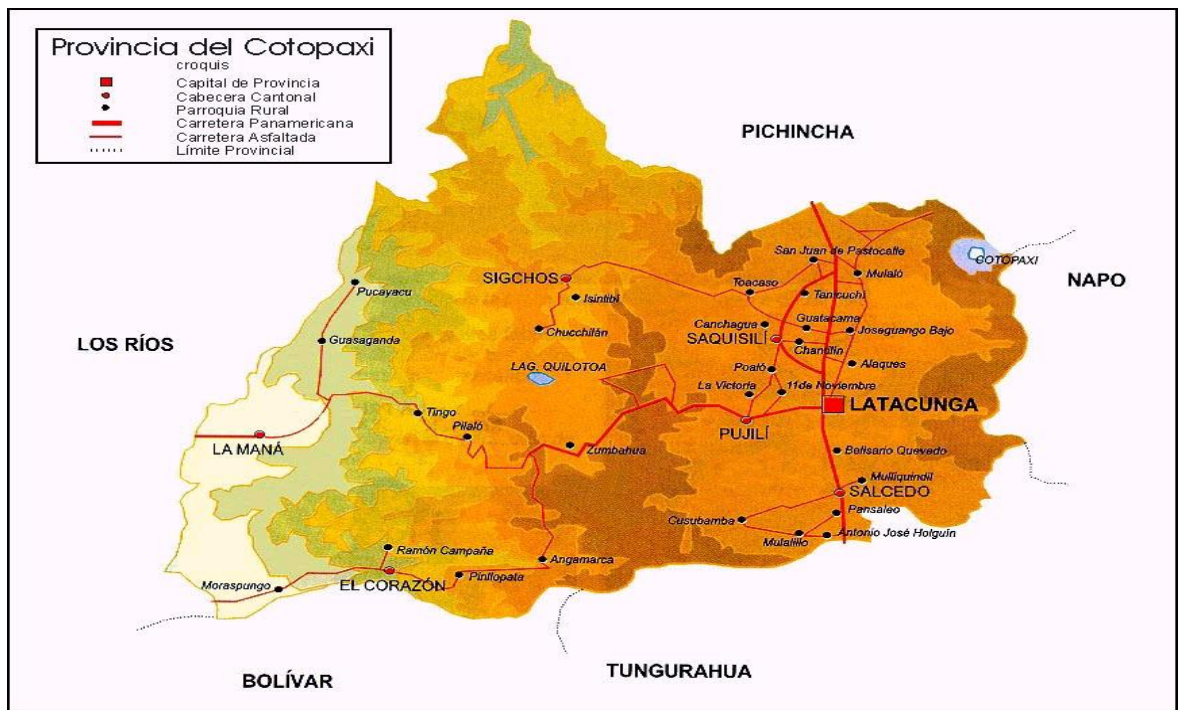 Provincia del Cotopaxi
croquis
Capital de Provincia
Cabecera Cantonal
Parroquia Rural
Carretera Panamericana
Carretera Asfaltada
Límite Provincial
PICHINCHA
San Juan de Pastocalle
COTOPAXI
Mulaló
NAPO
SIGCHOS
Toacaso
Pucayacu
Isinlibí
Tanicuchí
Canchagua
Guatacama
Joseguango Bajo
LOS RÍOS
Guasaganda
Chucchilán
SAQUISILÍ
Chantilín
LAG. QUILOTOA
Poaló
Alaques
La Victoria
11de Noviembre
LATACUNGA
Tingo
Pilaló
PUJILÍ
LA MANÁ
Zumbahua
Belisario Quevedo
Mulliquindil
SALCEDO
Cusubamba
Pansaleo
Mulalillo
Antonio José Holguín
Ramón Campaña
Angamarca
Moraspungo
EL CORAZÓN
Pinllopata
TUNGURAHUA
BOLÍVAR